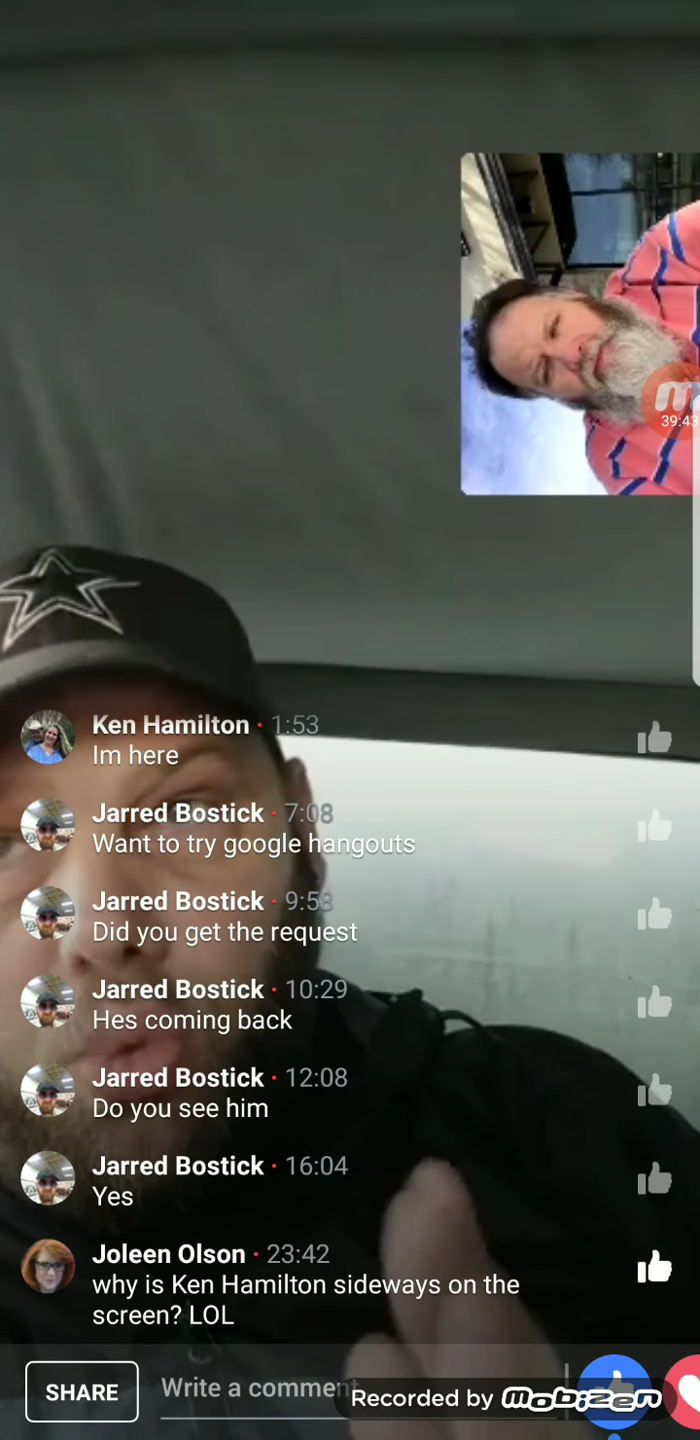 39:43
Ken Hamilton · 1:53
Im here
Jarred Bostick · 7:08
Want to try google hangouts
Jarred Bostick · 9:53
Did you get the request
Jarred Bostick · 10:29
Hes coming back
Jarred Bostick · 12:08
Do you see him
Jarred Bostick · 16:04
Yes
Joleen Olson · 23:42
why is Ken Hamilton sideways on the
screen? LOL
SHARE
Write a comment
Recorded by mobizen